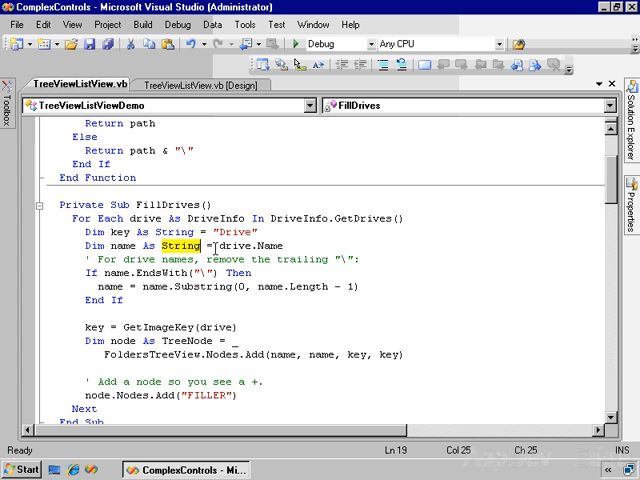 ComplexControls - Microsoft Visual Studio (Administrator)
File Edit View Project Build Debug Data Tools Test Window Help
Debug Any CPU
TreeViewListView.vb TreeViewListView.vb [Design]
TreeViewListViewDemo FillDrives
Toolbox
Solution Explorer
Properties
Return path
Else
Return path & "\"
End If
End Function
Private Sub FillDrives()
For Each drive As DriveInfo In DriveInfo.GetDrives()
Dim key As String = "Drive"
Dim name As String = drive.Name
' For drive names, remove the trailing "\":
If name.EndsWith("\") Then
name = name.Substring(0, name.Length - 1)
End If
key = GetImageKey(drive)
Dim node As TreeNode = _
FoldersTreeView.Nodes.Add(name, name, key, key)
' Add a node so you see a +.
node.Nodes.Add("FILLER")
Next
End Sub
Ready Ln 19 Col 25 Ch 25 INS
Start ComplexControls - Mi...